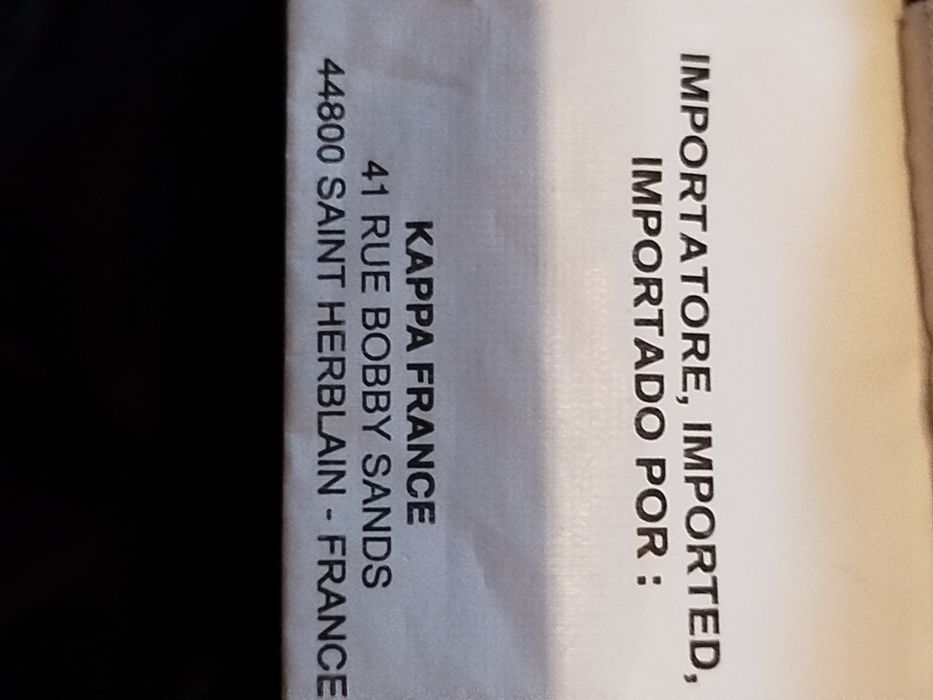 IMPORTATORE, IMPORTED,
IMPORTADO POR :
KAPPA FRANCE
41 RUE BOBBY SANDS
44800 SAINT HERBLAIN - FRANCE